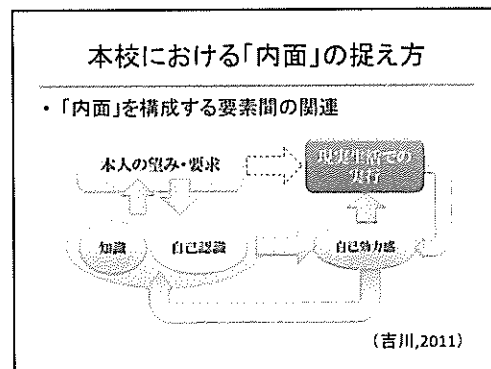 本校における「内面」の捉え方
・「内面」を構成する要素間の関連
本人の望み・要求
現実生活での
実行
知識
自己認識
自己効力感
(吉川,2011)